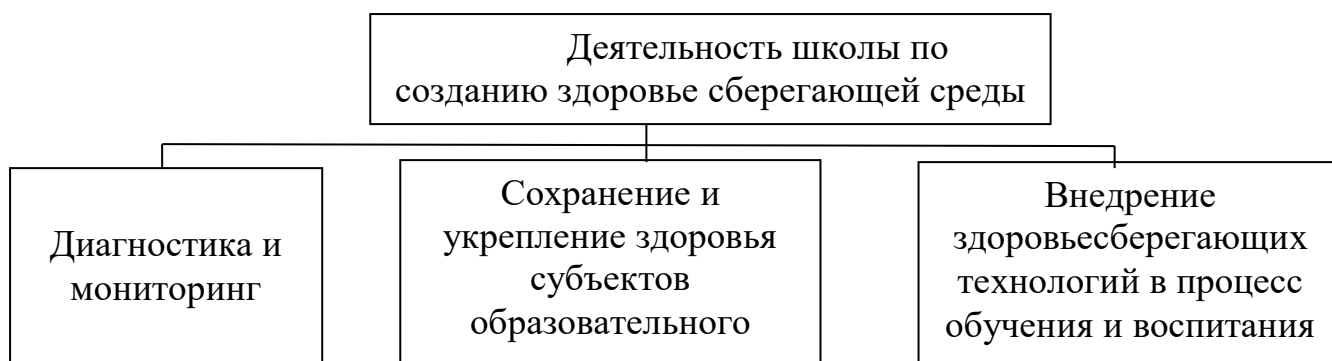 Деятельность школы по
созданию здоровье сберегающей среды
Диагностика и
мониторинг
Сохранение и
укрепление здоровья
субъектов
образовательного
Внедрение
здоровьесберегающих
технологий в процесс
обучения и воспитания